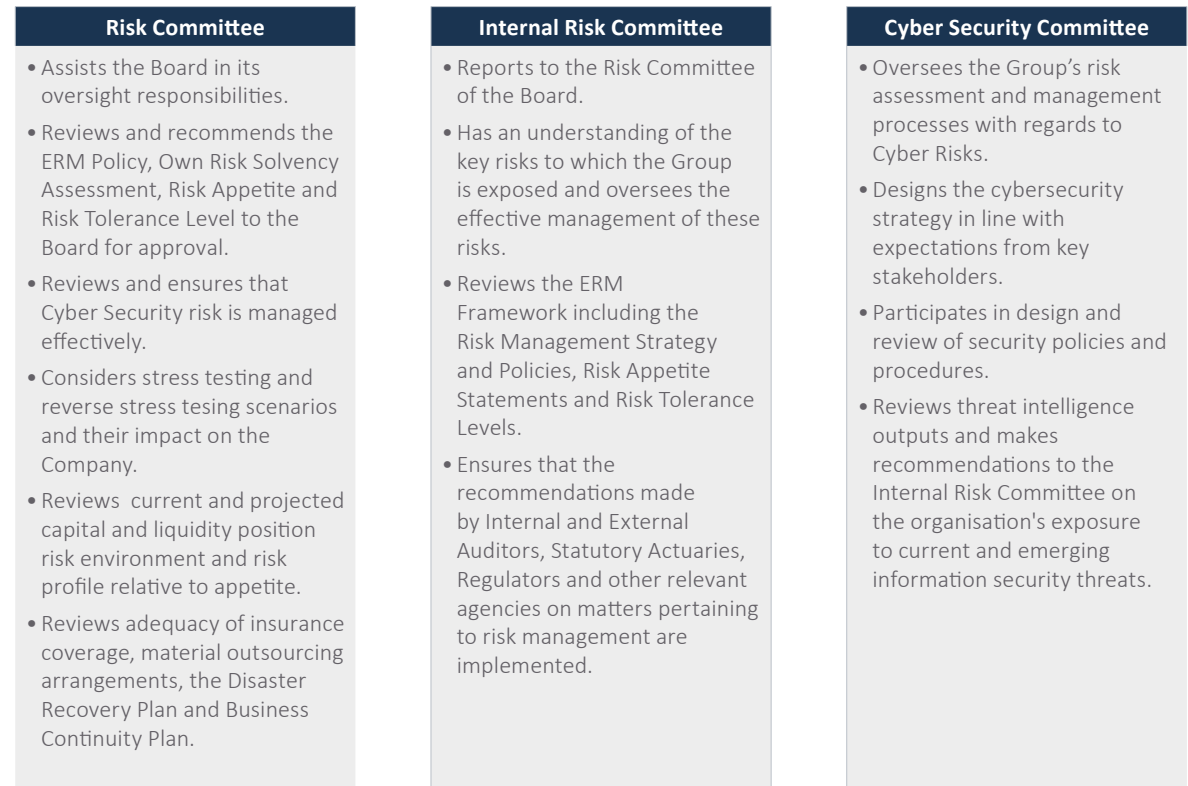 Risk Committee
• Assists the Board in its
oversight responsibilities.
• Reviews and recommends the
ERM Policy, Own Risk Solvency
Assessment, Risk Appetite and
Risk Tolerance Level to the
Board for approval.
• Reviews and ensures that
Cyber Security risk is managed
effectively.
• Considers stress testing and
reverse stress tesing scenarios
and their impact on the
Company.
• Reviews  current and projected
capital and liquidity position
risk environment and risk
profile relative to appetite.
• Reviews adequacy of insurance
coverage, material outsourcing
arrangements, the Disaster
Recovery Plan and Business
Continuity Plan.
Internal Risk Committee
• Reports to the Risk Committee
of the Board.
• Has an understanding of the
key risks to which the Group
is exposed and oversees the
effective management of these
risks.
• Reviews the ERM
Framework including the
Risk Management Strategy
and Policies, Risk Appetite
Statements and Risk Tolerance
Levels.
• Ensures that the
recommendations made
by Internal and External
Auditors, Statutory Actuaries,
Regulators and other relevant
agencies on matters pertaining
to risk management are
implemented.
Cyber Security Committee
• Oversees the Group’s risk
assessment and management
processes with regards to
Cyber Risks.
• Designs the cybersecurity
strategy in line with
expectations from key
stakeholders.
• Participates in design and
review of security policies and
procedures.
• Reviews threat intelligence
outputs and makes
recommendations to the
Internal Risk Committee on
the organisation's exposure
to current and emerging
information security threats.